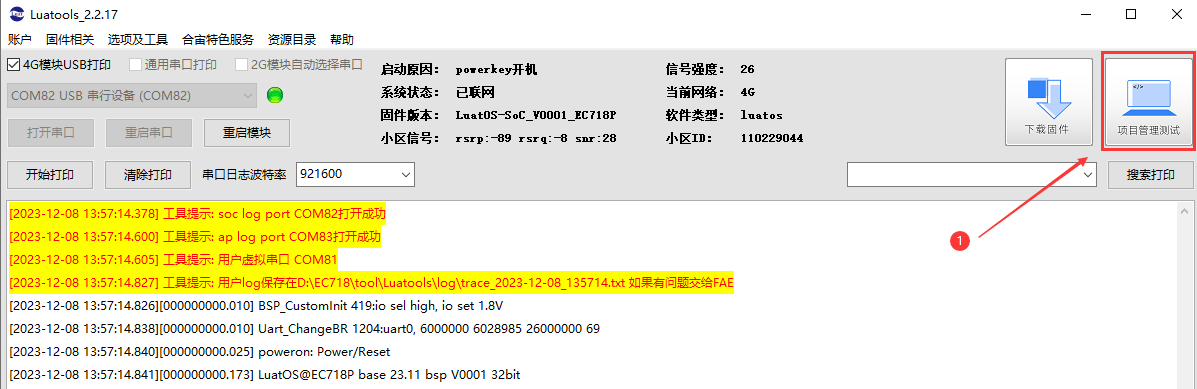 Luatools_2.2.17
账户 固件相关 选项及工具 合宙特色服务 资源目录 帮助
4G模块USB打印 通用串口打印 2G模块自动选择串口
COM82 USB 串行设备 (COM82)
打开串口 重启串口 重启模块
启动原因: powerkey开机 信号强度: 26
系统状态: 已联网 当前网络: 4G
固件版本: LuatOS-SoC_V0001_EC718P 软件类型: luatos
小区信号: rsrp:-89 rsrq:-8 snr:28 小区ID: 110229044
下载固件
</> 项目管理测试
开始打印 清除打印 串口日志波特率 921600 搜索打印
1
[2023-12-08 13:57:14.378] 工具提示: soc log port COM82打开成功
[2023-12-08 13:57:14.600] 工具提示: ap log port COM83打开成功
[2023-12-08 13:57:14.605] 工具提示: 用户虚拟串口 COM81
[2023-12-08 13:57:14.827] 工具提示: 用户log保存在D:\EC718\tool\Luatools\log\trace_2023-12-08_135714.txt 如果有问题交给FAE
[2023-12-08 13:57:14.826][000000000.010] BSP_CustomInit 419:io sel high, io set 1.8V
[2023-12-08 13:57:14.838][000000000.010] Uart_ChangeBR 1204:uart0, 6000000 6028985 26000000 69
[2023-12-08 13:57:14.840][000000000.025] poweron: Power/Reset
[2023-12-08 13:57:14.841][000000000.173] LuatOS@EC718P base 23.11 bsp V0001 32bit